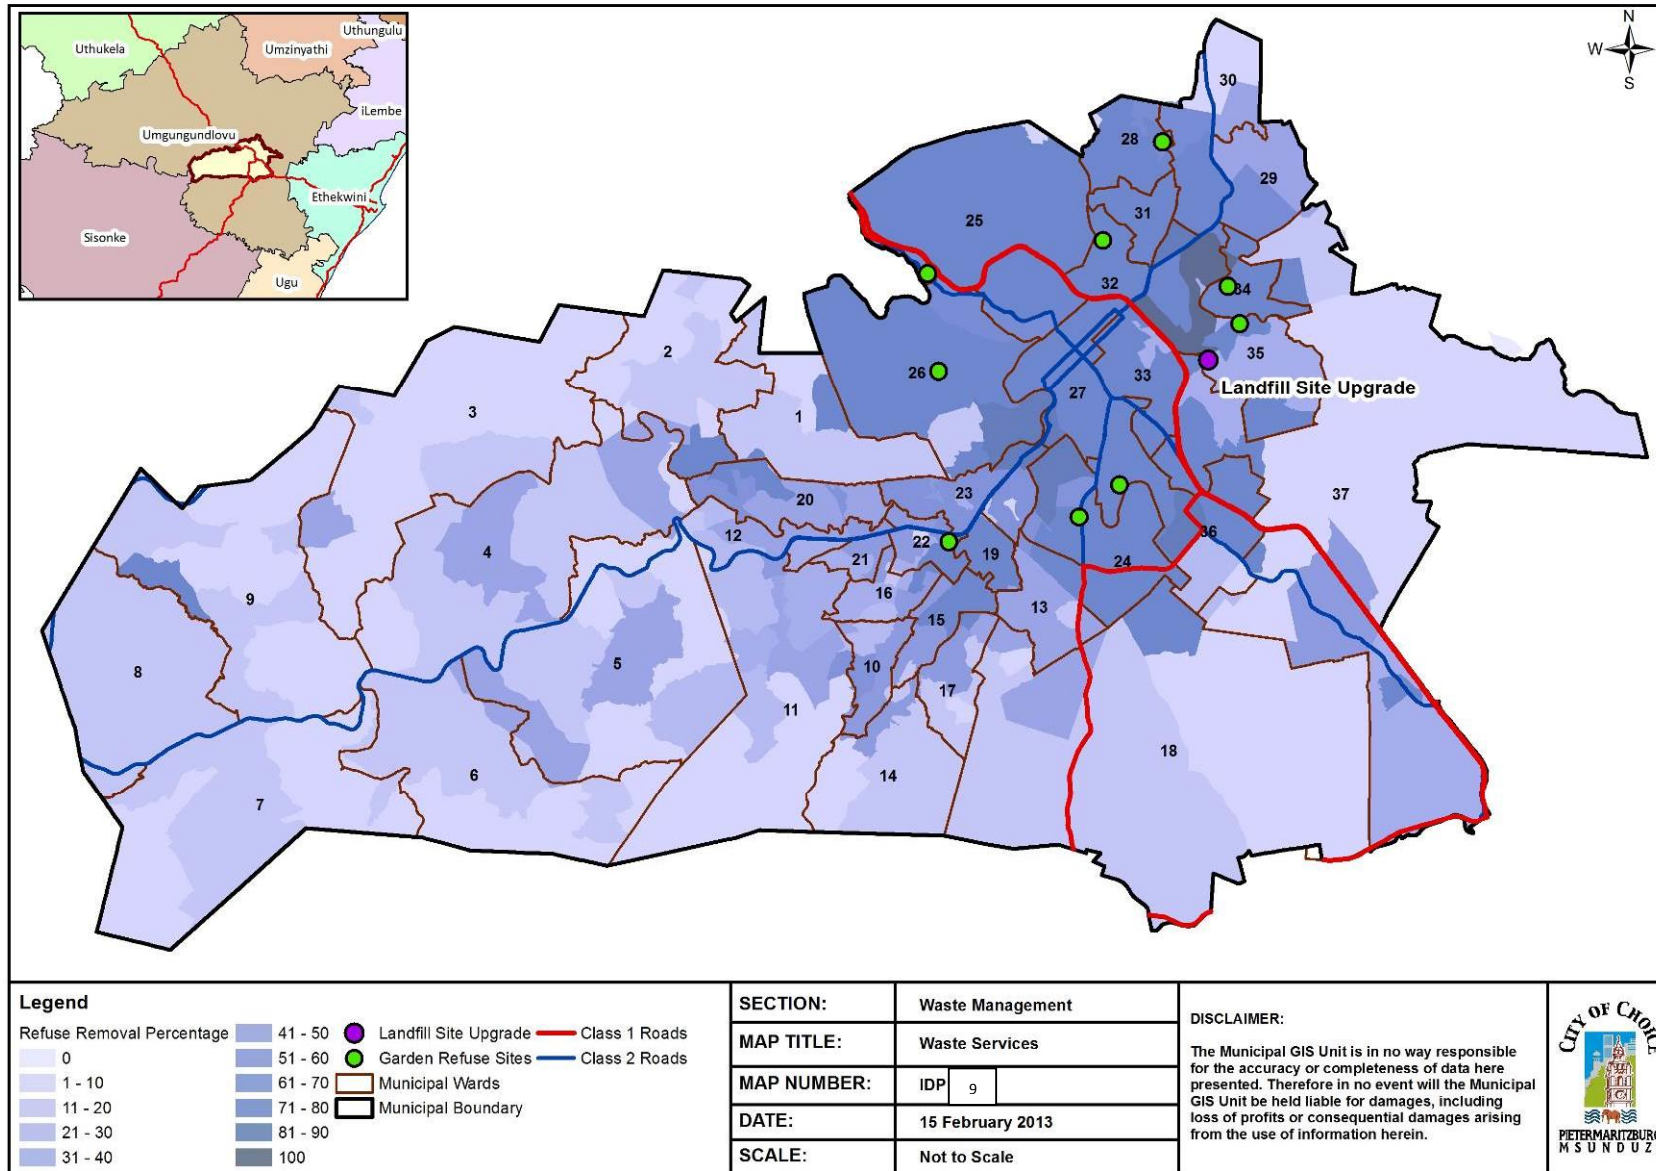 Uthukela
Umzinyathi
Uthungulu
iLembe
Umgungundlovu
Ethekwini
Sisonke
Ugu
N
W
S
30
28
29
25
31
32
34
35
Landfill Site Upgrade
2
26
33
27
3
1
37
20
23
4
12
22
19
36
21
24
9
16
13
15
8
5
10
17
11
18
6
14
7
Legend
Refuse Removal Percentage
0
1 - 10
11 - 20
21 - 30
31 - 40
41 - 50
51 - 60
61 - 70
71 - 80
81 - 90
100
Landfill Site Upgrade
Garden Refuse Sites
Municipal Wards
Municipal Boundary
Class 1 Roads
Class 2 Roads
SECTION: Waste Management
MAP TITLE: Waste Services
MAP NUMBER: IDP 9
DATE: 15 February 2013
SCALE: Not to Scale
DISCLAIMER:
The Municipal GIS Unit is in no way responsible
for the accuracy or completeness of data here
presented. Therefore in no event will the Municipal
GIS Unit be held liable for damages, including
loss of profits or consequential damages arising
from the use of information herein.
CITY OF CHOICE
PIETERMARITZBURG
MSUNDUZ